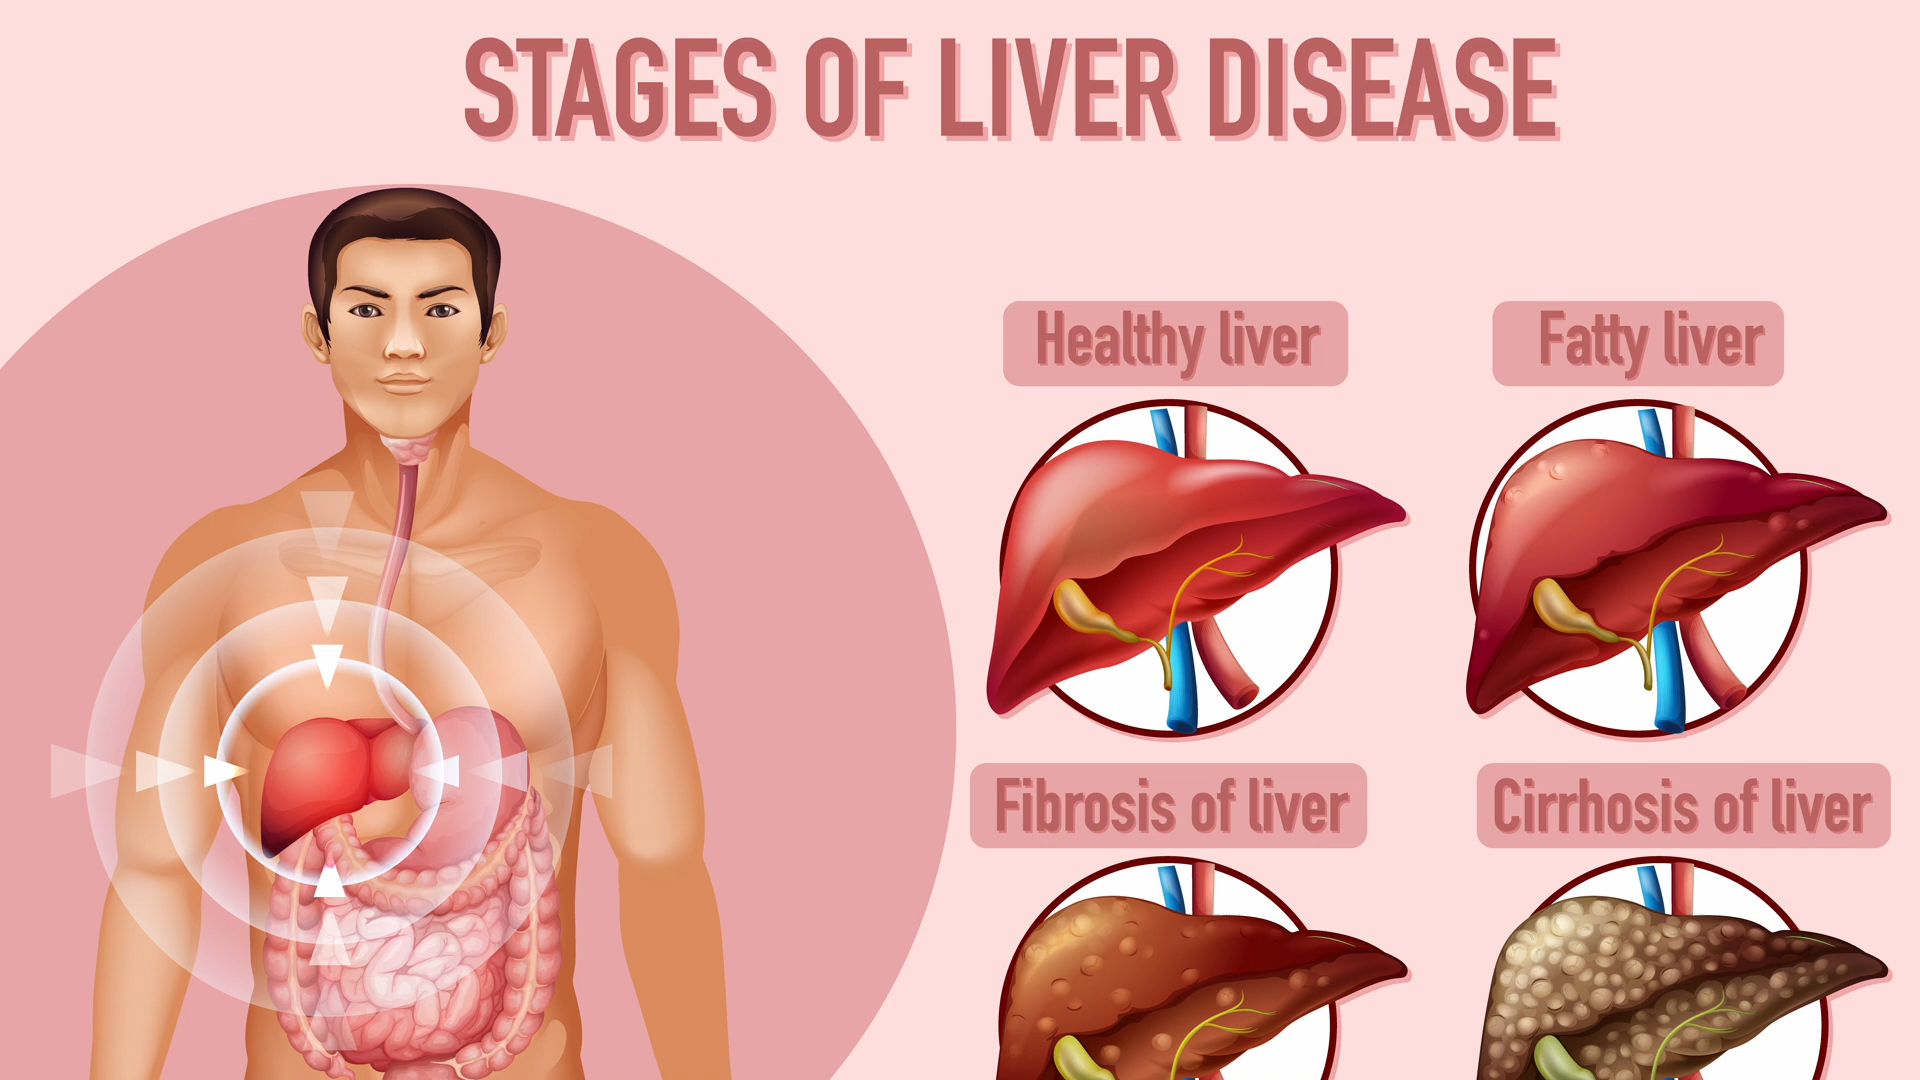 STAGES OF LIVER DISEASE
Healthy liver
Fatty liver
Fibrosis of liver
Cirrhosis of liver